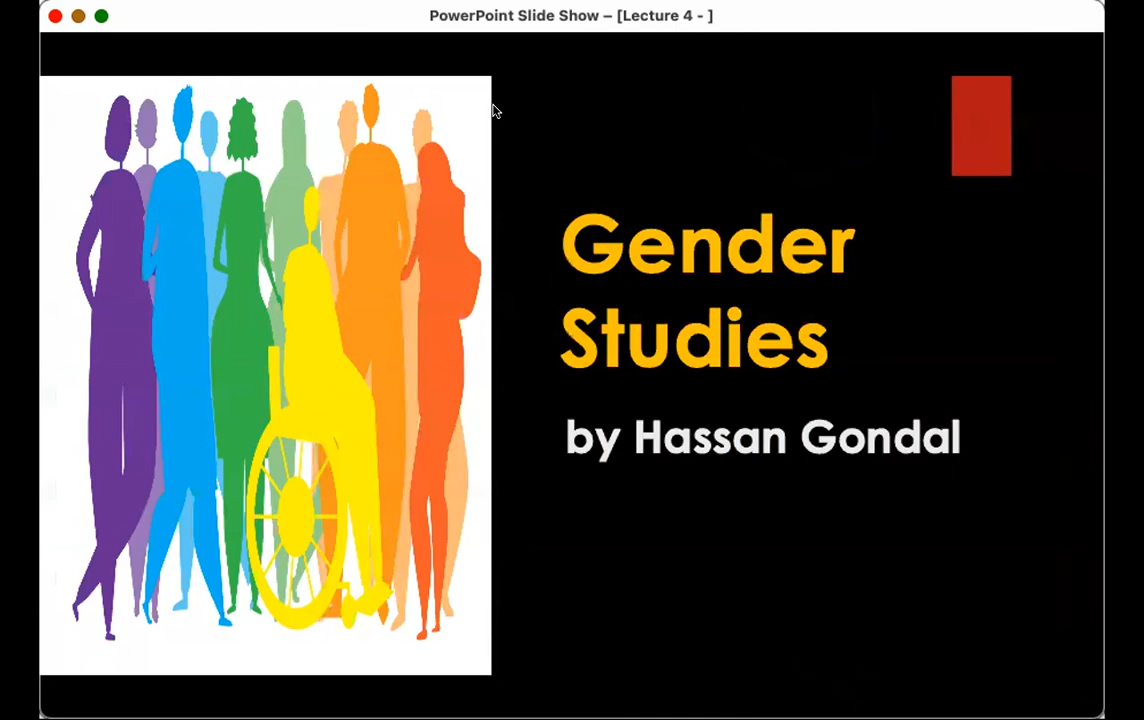 PowerPoint Slide Show – [Lecture 4 - ]
Gender
Studies
by Hassan Gondal